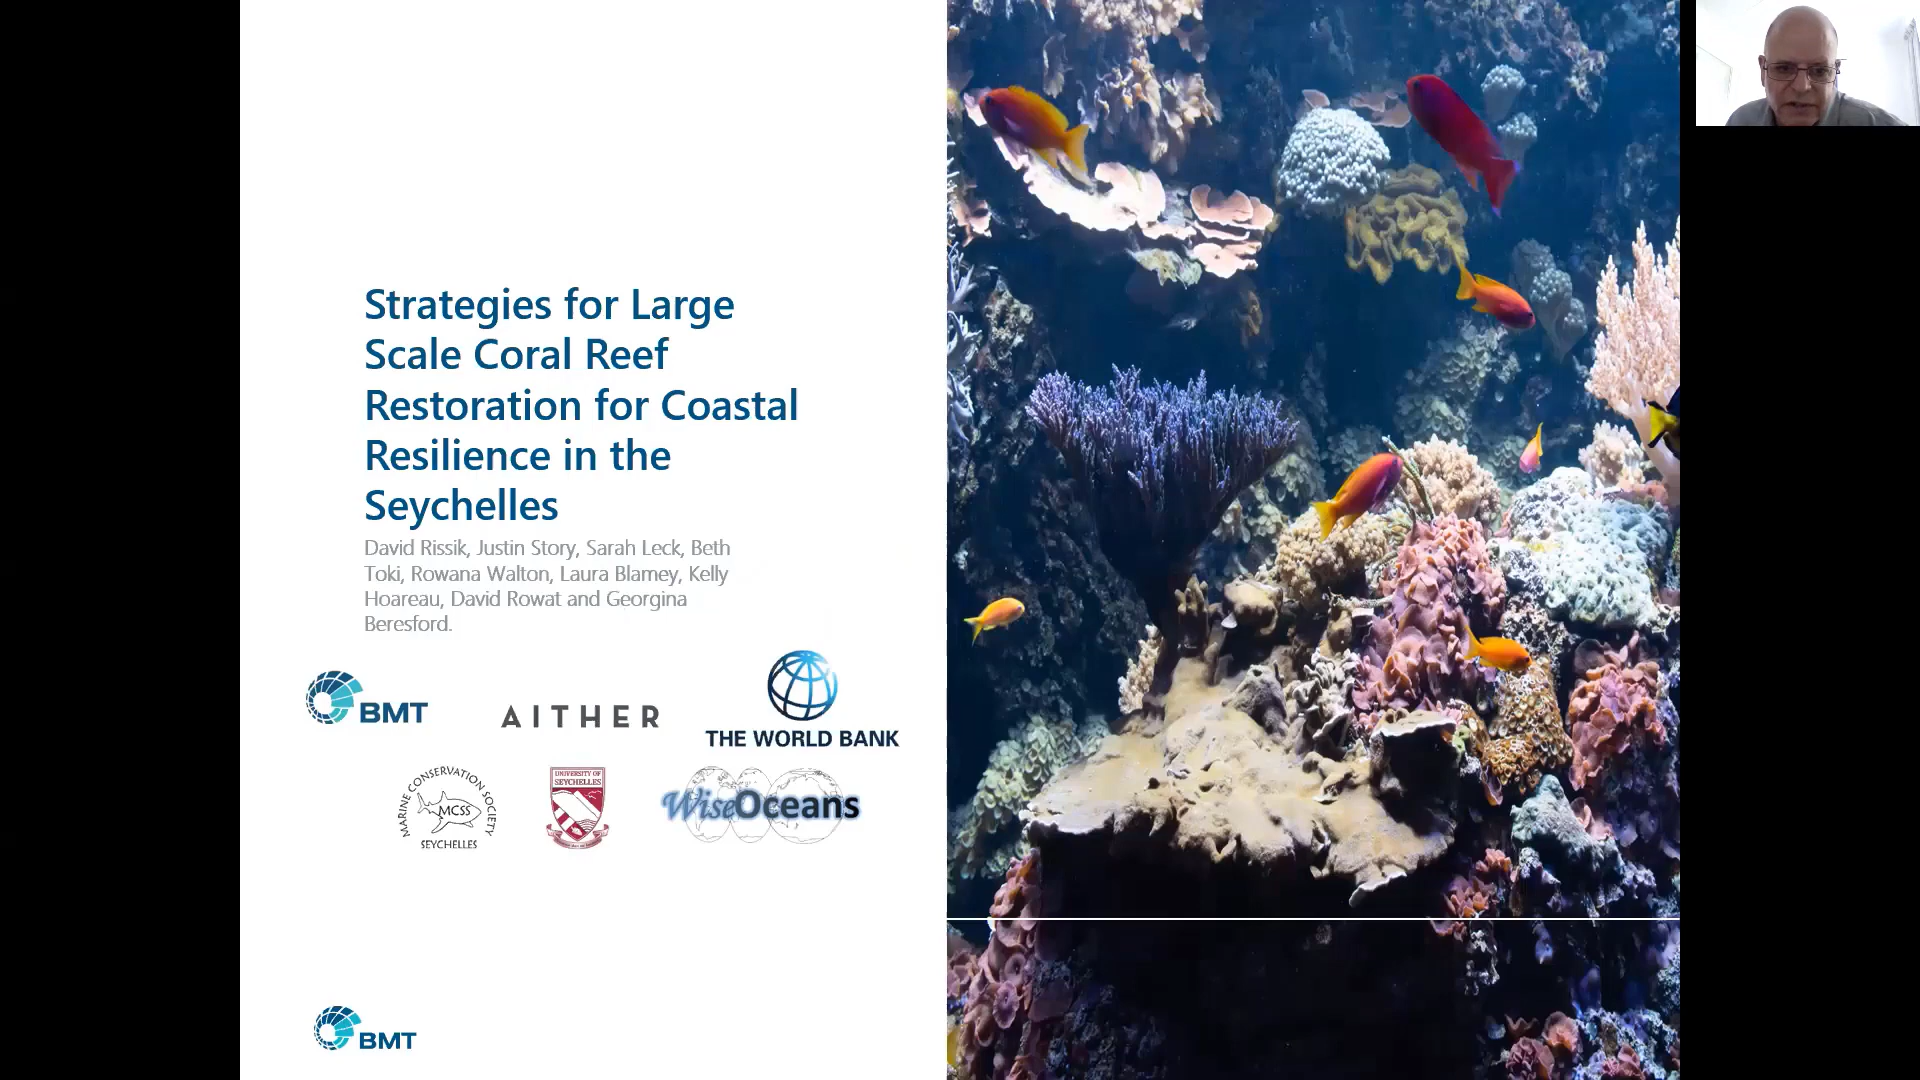 Strategies for Large
Scale Coral Reef
Restoration for Coastal
Resilience in the
Seychelles
David Rissik, Justin Story, Sarah Leck, Beth
Toki, Rowana Walton, Laura Blamey, Kelly
Hoareau, David Rowat and Georgina
Beresford.
BMT
AITHER
THE WORLD BANK
MARINE CONSERVATION SOCIETY
MCSS
SEYCHELLES
UNIVERSITY OF
SEYCHELLES
WiseOceans
BMT